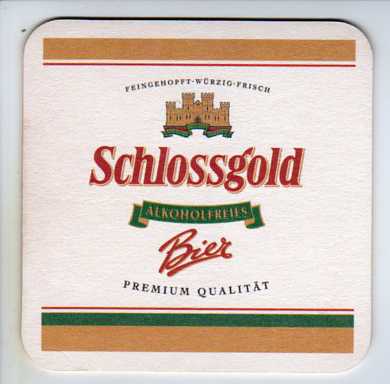 FEINGEHOPFT·WÜRZIG·FRISCH
Schlossgold
ALKOHOLFREIES
Bier
PREMIUM QUALITÄT